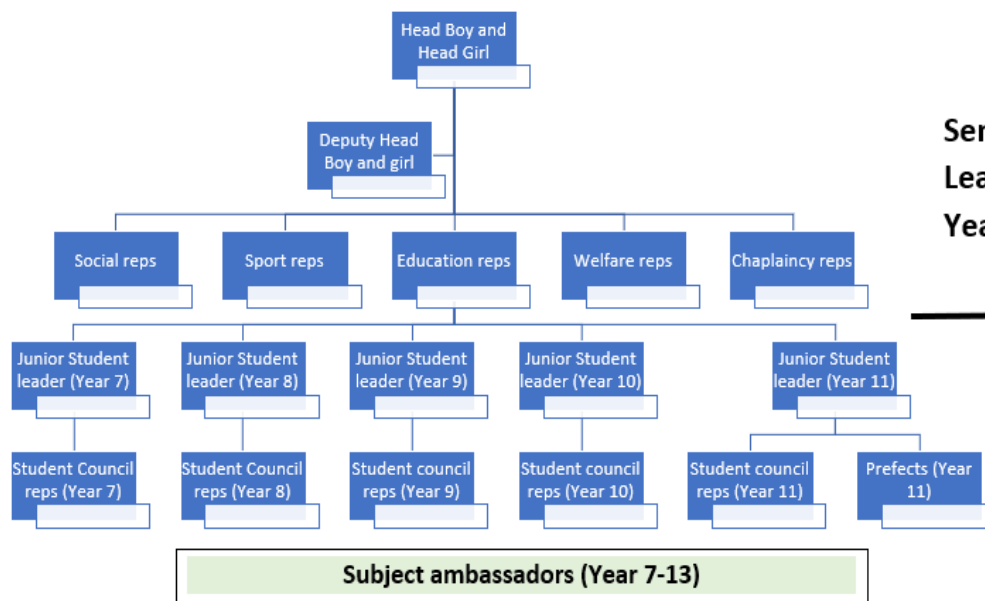 Head Boy and
Head Girl
Deputy Head
Boy and girl
Social reps
Sport reps
Education reps
Welfare reps
Chaplaincy reps
Junior Student
leader (Year 7)
Junior Student
leader (Year 8)
Junior Student
leader (Year 9)
Junior Student
leader (Year 10)
Junior Student
leader (Year 11)
Student Council
reps (Year 7)
Student Council
reps (Year 8)
Student council
reps (Year 9)
Student council
reps (Year 10)
Student council
reps (Year 11)
Prefects (Year
11)
Subject ambassadors (Year 7-13)